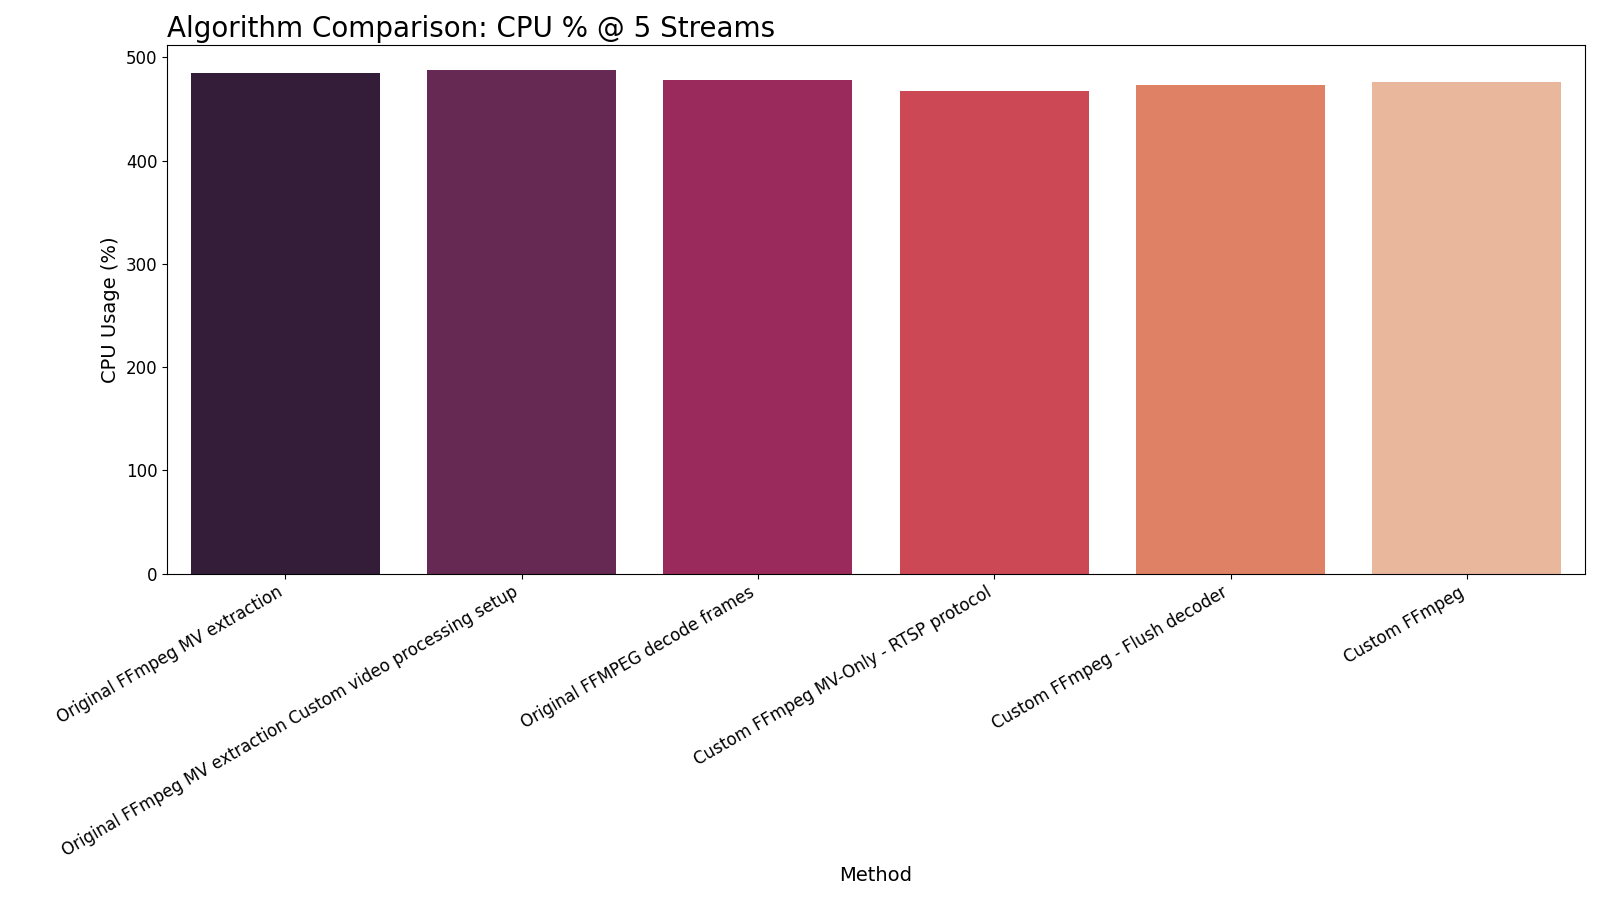 Algorithm Comparison: CPU % @ 5 Streams
500
400
300
200
100
0
CPU Usage (%)
Original FFmpeg MV extraction
Original FFmpeg MV extraction Custom video processing setup
Original FFMPEG decode frames
Custom FFmpeg MV-Only - RTSP protocol
Custom FFmpeg - Flush decoder
Custom FFmpeg
Method